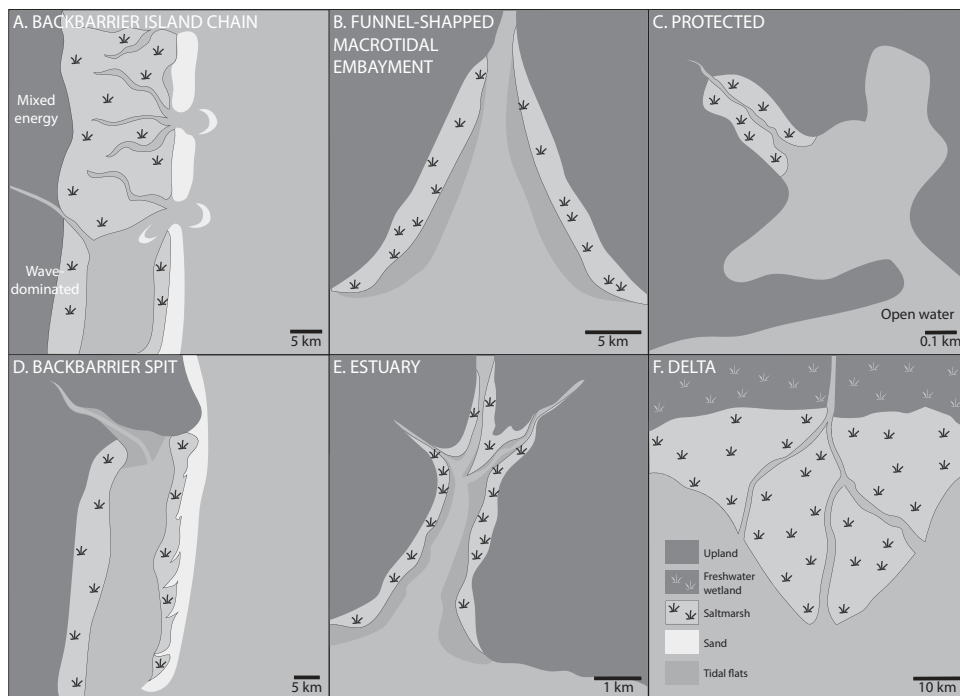 A. BACKBARRIER ISLAND CHAIN
Mixed
energy
Wave-
dominated
5 km
B. FUNNEL-SHAPPED
MACROTIDAL
EMBAYMENT
5 km
C. PROTECTED
Open water
0.1 km
D. BACKBARRIER SPIT
5 km
E. ESTUARY
1 km
F. DELTA
Upland
Freshwater
wetland
Saltmarsh
Sand
Tidal flats
10 km